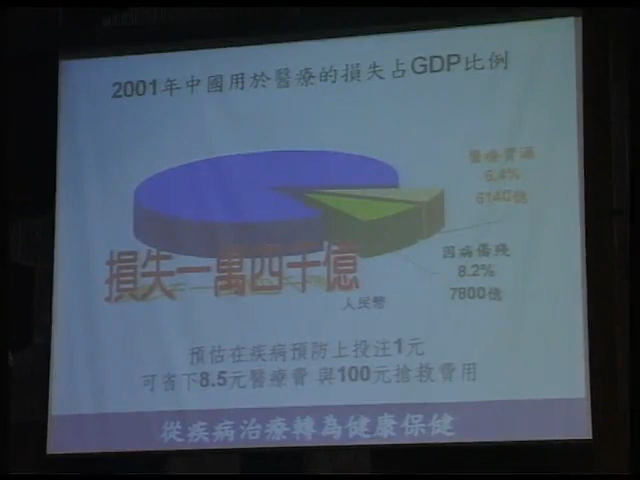 2001年中國用於醫療的損失占GDP比例
醫療資源
6.4%
6140億
因病傷殘
8.2%
7800億
損失一萬四千億
人民幣
預估在疾病預防上投注1元
可省下8.5元醫療費 與100元搶救費用
從疾病治療轉為健康保健